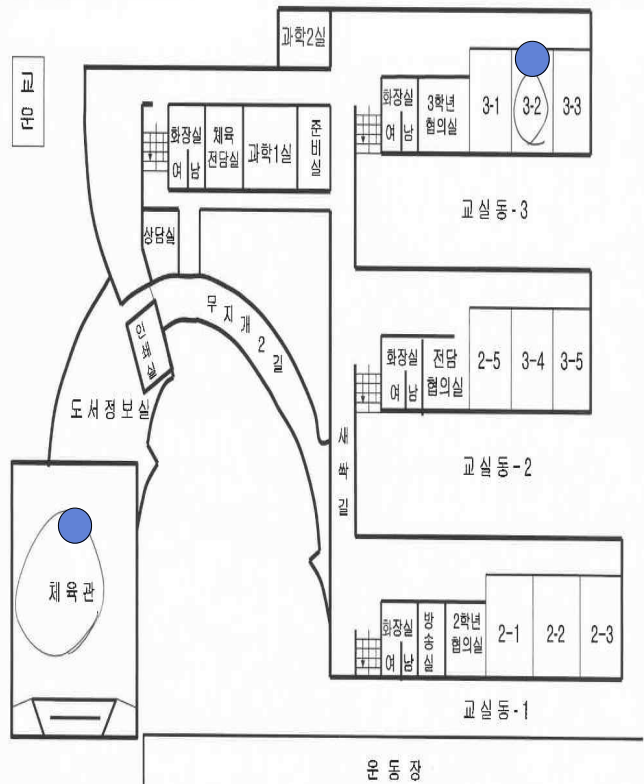 과학2실
교문
화장실
여 남
3학년
협의실
3-1
3-2
3-3
화장실
여 남
체육
전담실
과학1실
준비실
교실동-3
상담실
무지개2길
인쇄실
화장실
여 남
전담
협의실
2-5
3-4
3-5
도서정보실
새싹길
교실동-2
체육관
화장실
여 남
방송실
2학년
협의실
2-1
2-2
2-3
교실동-1
운동장